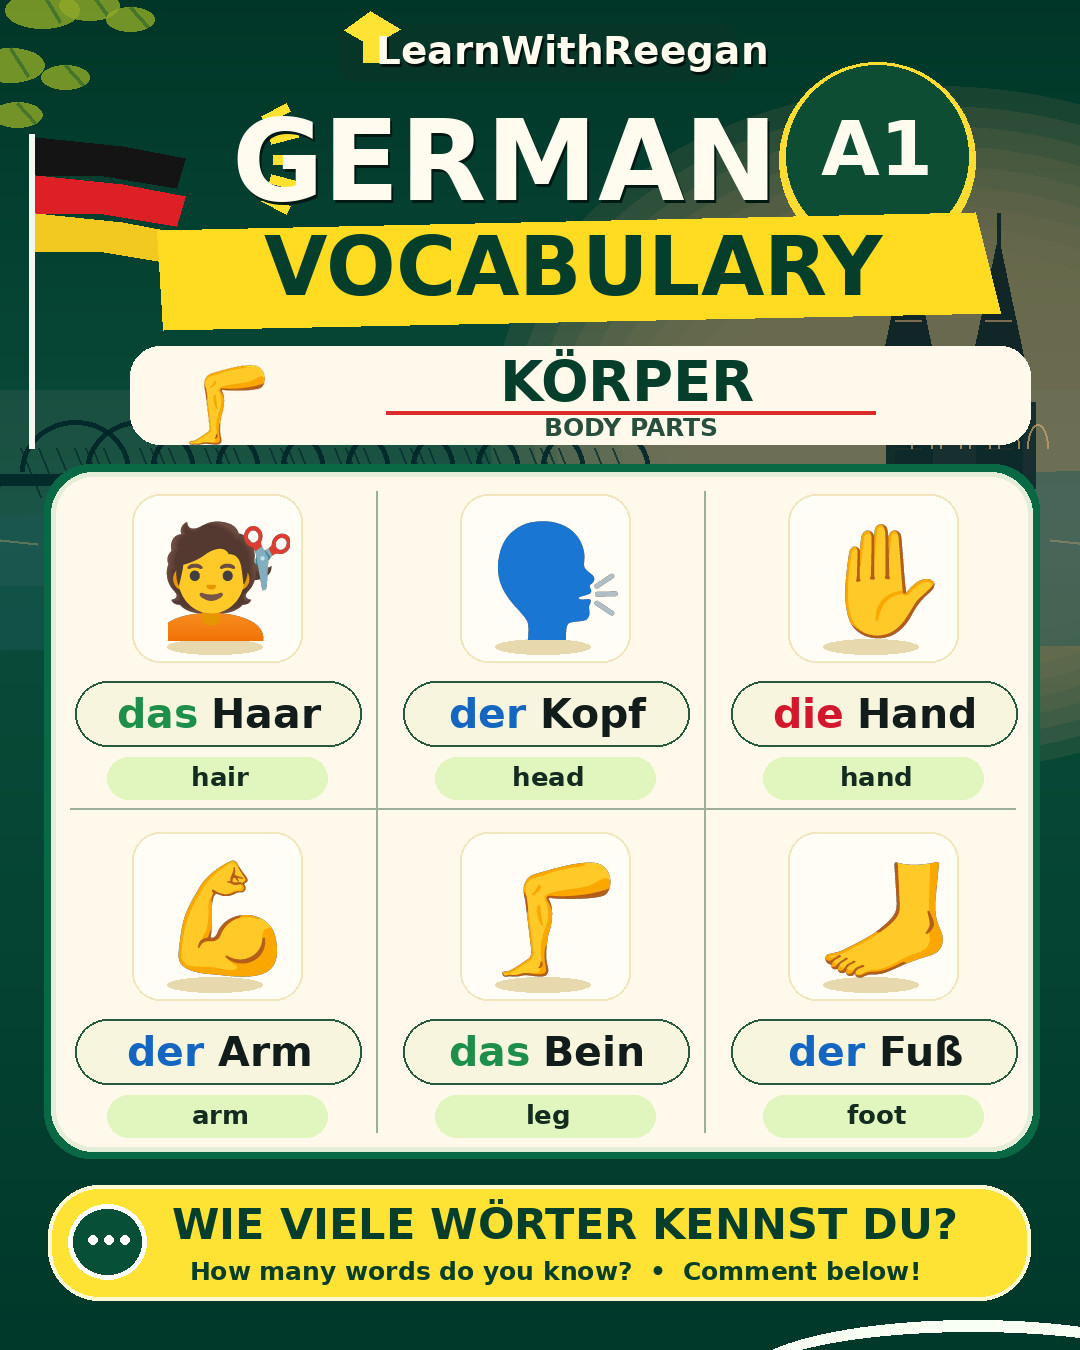 LearnWithReegan
GERMAN
A1
VOCABULARY
KÖRPER
BODY PARTS
das Haar
der Kopf
die Hand
hair
head
hand
der Arm
das Bein
der Fuß
arm
leg
foot
WIE VIELE WÖRTER KENNST DU?
How many words do you know? • Comment below!